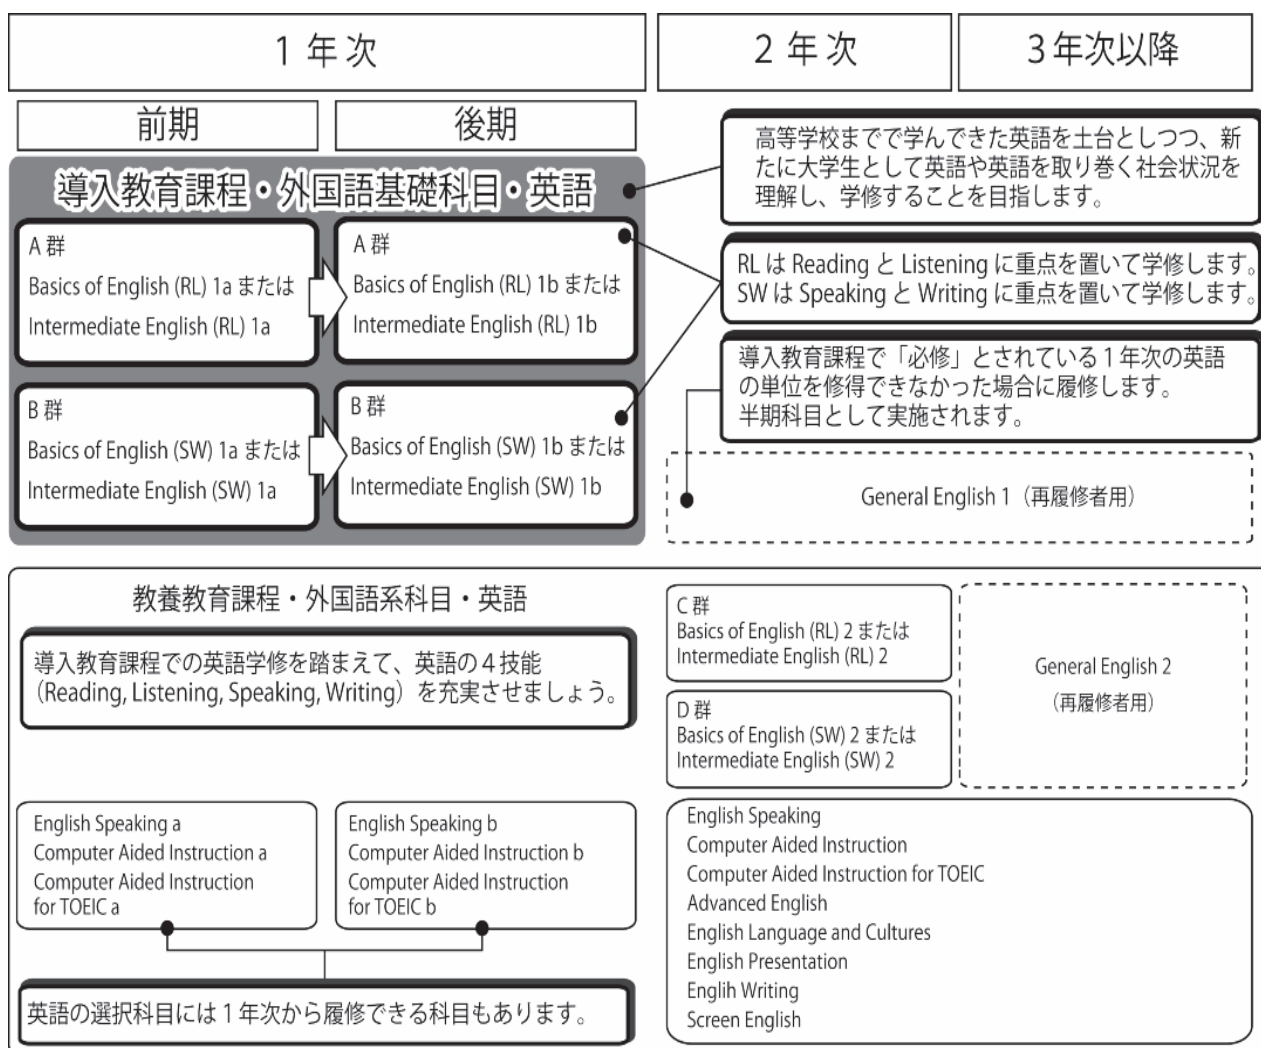 1 年 次
2 年 次
3年次以降
前期
後期
導入教育課程・外国語基礎科目・英語
A 群
Basics of English (RL) 1a または
Intermediate English (RL) 1a
A 群
Basics of English (RL) 1b または
Intermediate English (RL) 1b
B 群
Basics of English (SW) 1a または
Intermediate English (SW) 1a
B 群
Basics of English (SW) 1b または
Intermediate English (SW) 1b
高等学校までで学んできた英語を土台としつつ、新
たに大学生として英語や英語を取り巻く社会状況を
理解し、学修することを目指します。
RL は Reading と Listening に重点を置いて学修します。
SW は Speaking と Writing に重点を置いて学修します。
導入教育課程で「必修」とされている1年次の英語
の単位を修得できなかった場合に履修します。
半期科目として実施されます。
General English 1（再履修者用）
教養教育課程・外国語系科目・英語
導入教育課程での英語学修を踏まえて、英語の4技能
（Reading, Listening, Speaking, Writing）を充実させましょう。
C 群
Basics of English (RL) 2 または
Intermediate English (RL) 2
D 群
Basics of English (SW) 2 または
Intermediate English (SW) 2
General English 2
（再履修者用）
English Speaking a
Computer Aided Instruction a
Computer Aided Instruction
for TOEIC a
English Speaking b
Computer Aided Instruction b
Computer Aided Instruction
for TOEIC b
英語の選択科目には1年次から履修できる科目もあります。
English Speaking
Computer Aided Instruction
Computer Aided Instruction for TOEIC
Advanced English
English Language and Cultures
English Presentation
Englih Writing
Screen English